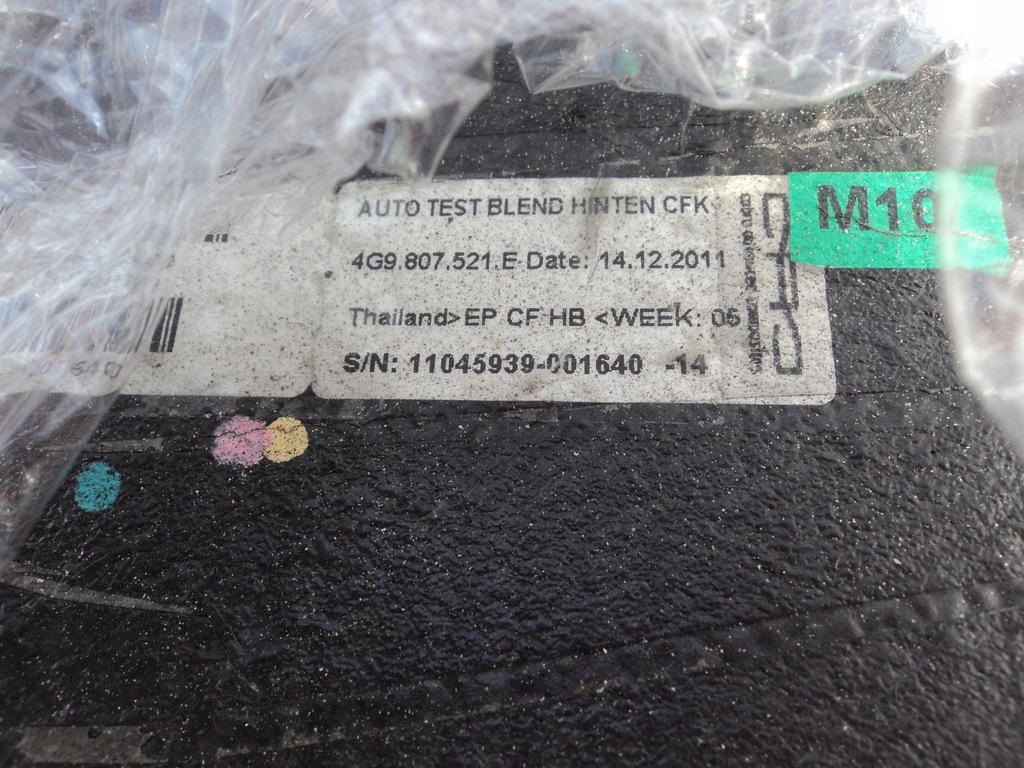 AUTO TEST BLEND HINTEN CFK
4G9.807.521.E Date: 14.12.2011
Thailand>EP CF HB <WEEK: 05
S/N: 11045939-001640 -14